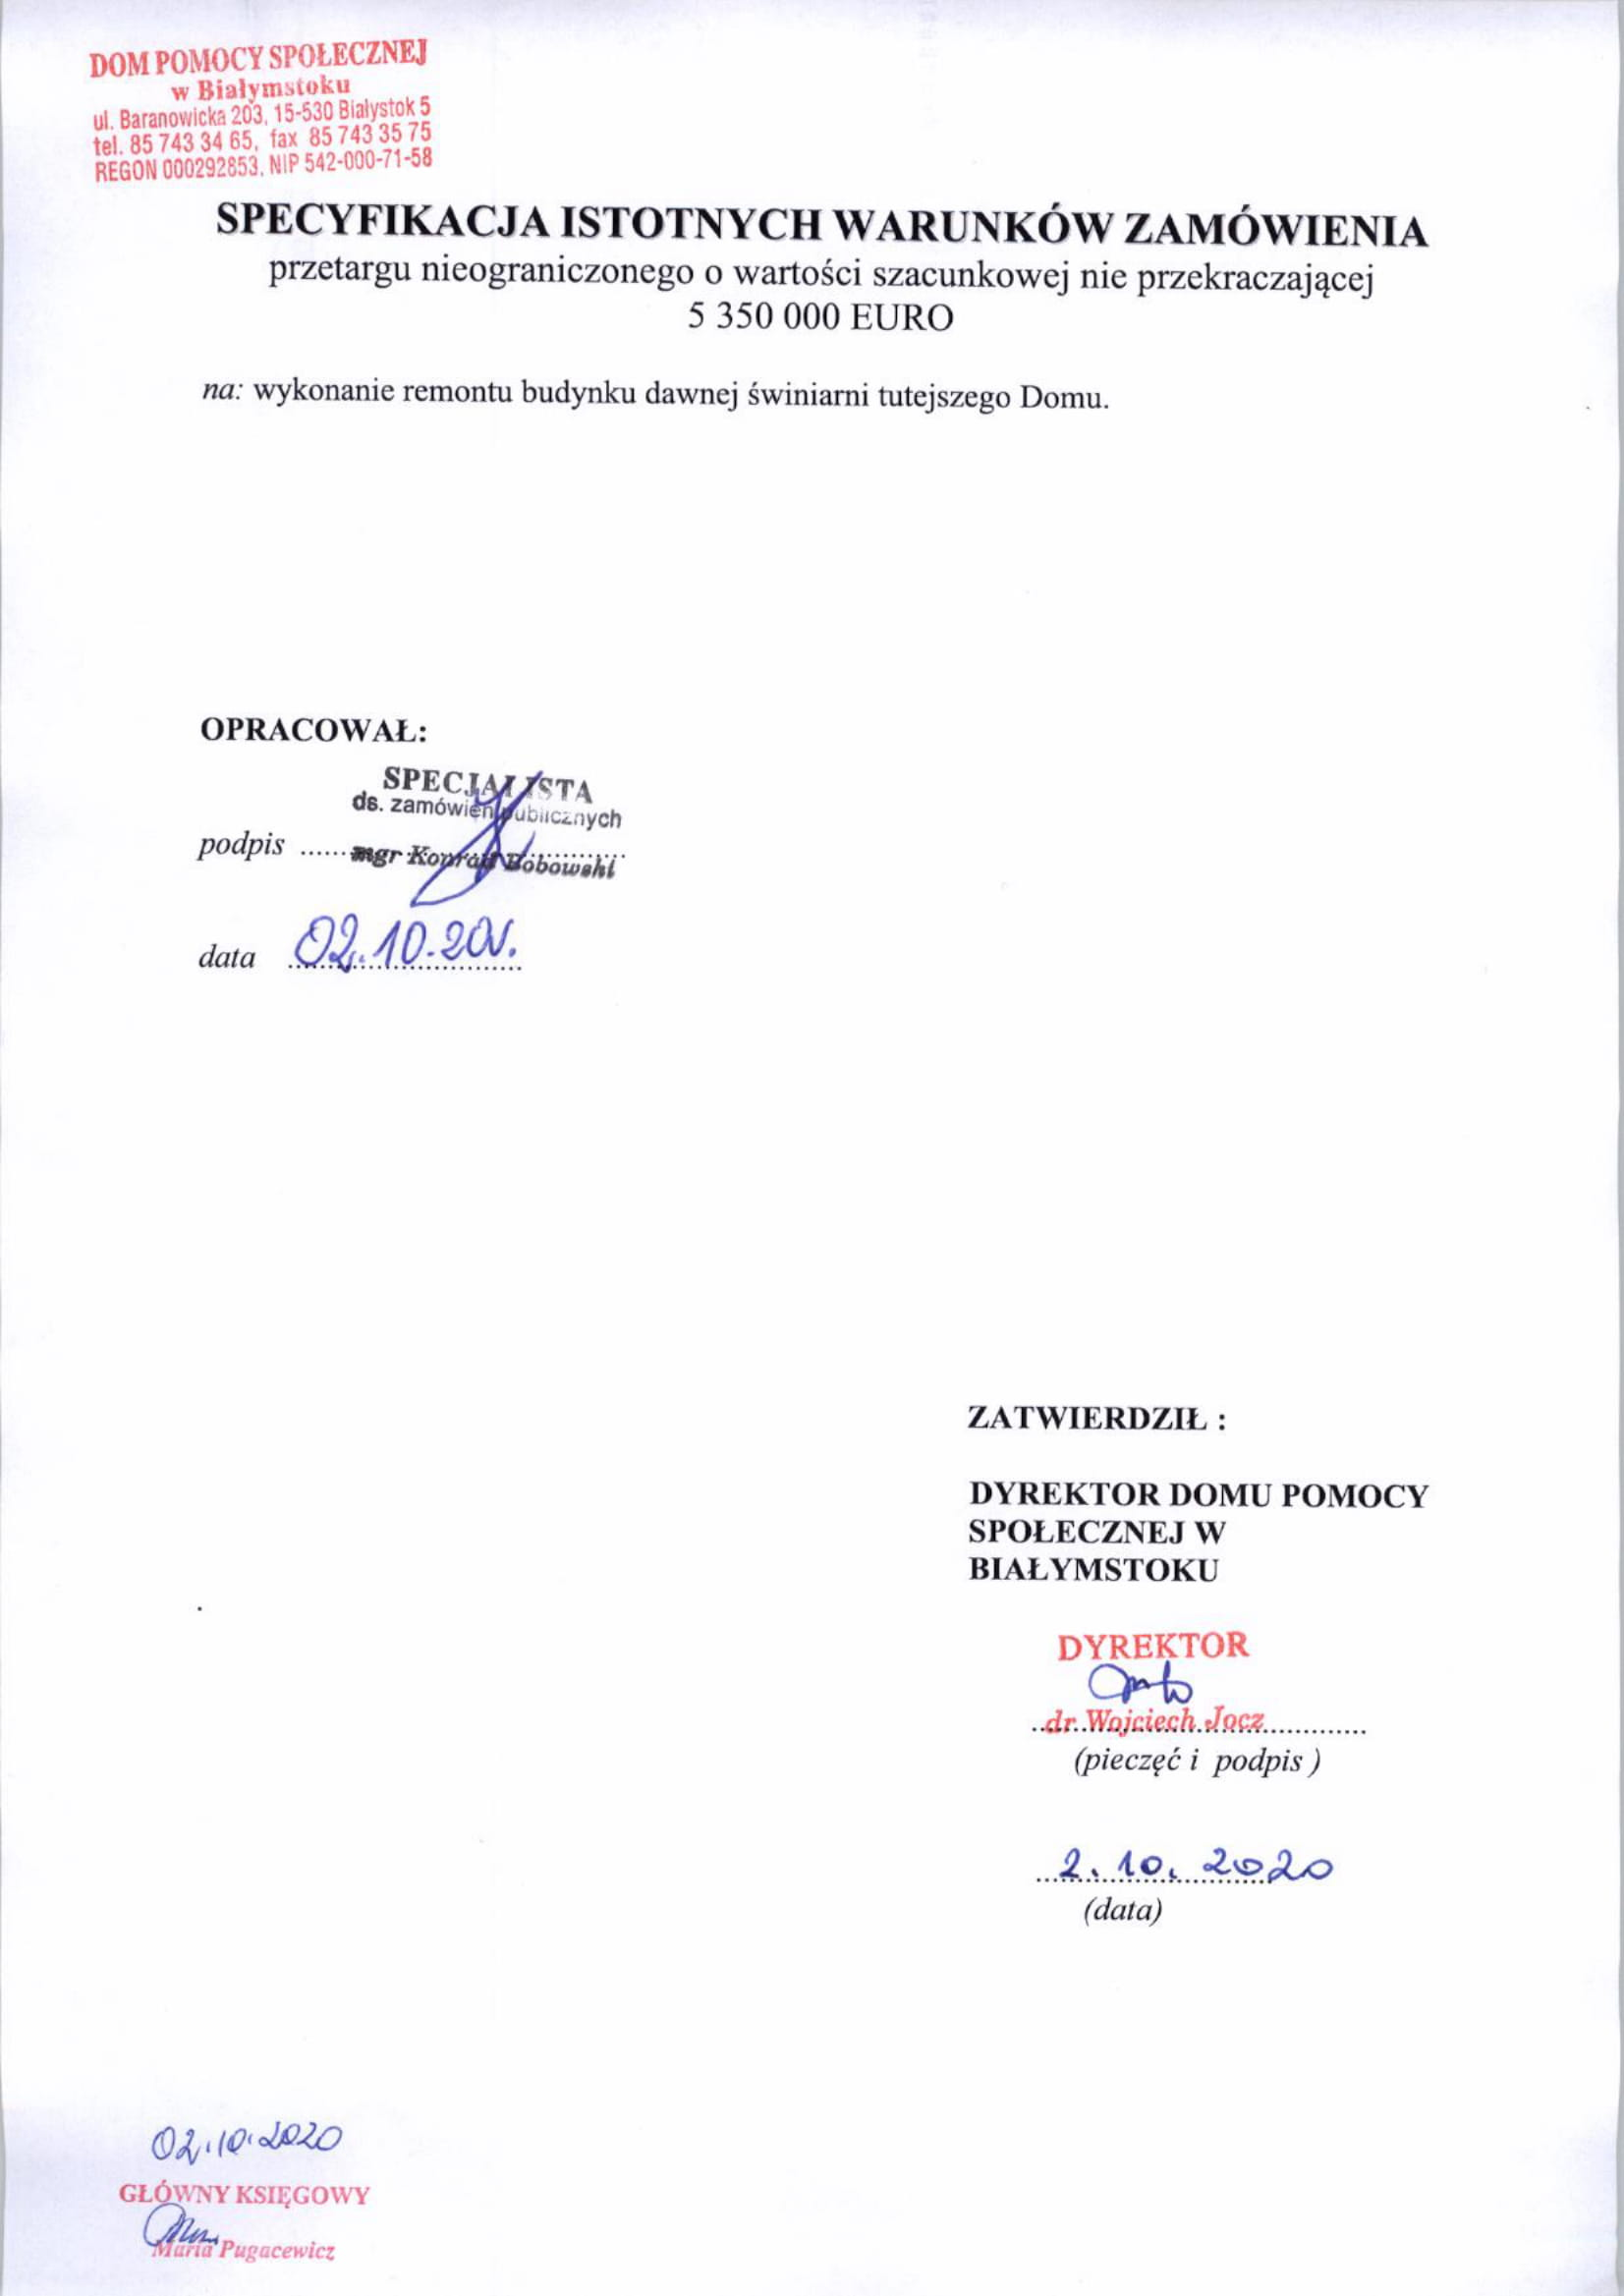 DOM POMOCY SPOŁECZNEJ
w Białymstoku
ul. Baranowicka 203, 15-530 Białystok 5
tel. 85 743 34 65, fax 85 743 35 75
REGON 000292853, NIP 542-000-71-58
SPECYFIKACJA ISTOTNYCH WARUNKÓW ZAMÓWIENIA
przetargu nieograniczonego o wartości szacunkowej nie przekraczającej
5 350 000 EURO
na: wykonanie remontu budynku dawnej świniarni tutejszego Domu.
OPRACOWAŁ:
SPECJALISTA
ds. zamówień publicznych
podpis ...... mgr Konrad Bobowski
data 02.10.20r.
ZATWIERDZIŁ :
DYREKTOR DOMU POMOCY
SPOŁECZNEJ W
BIAŁYMSTOKU
DYREKTOR
dr Wojciech Jocz
(pieczęć i podpis )
2.10.2020
(data)
02.10.2020
GŁÓWNY KSIĘGOWY
Maria Pugacewicz